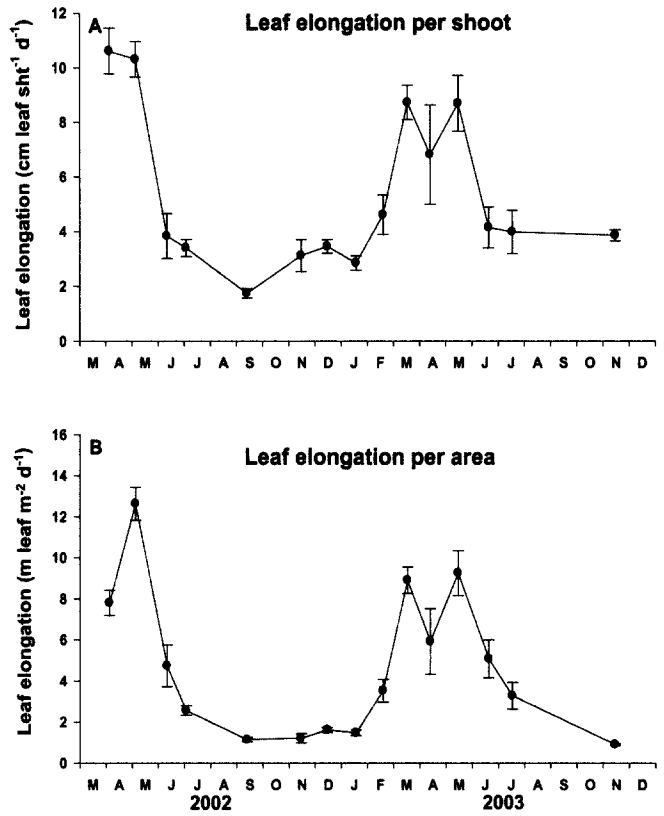 A
Leaf elongation per shoot
Leaf elongation (cm leaf sht⁻¹ d⁻¹)
12
10
8
6
4
2
0
M A M J J A S O N D J F M A M J J A S O N D
B
Leaf elongation per area
Leaf elongation (m leaf m⁻² d⁻¹)
16
14
12
10
8
6
4
2
0
M A M J J A S O N D J F M A M J J A S O N D
2002 2003